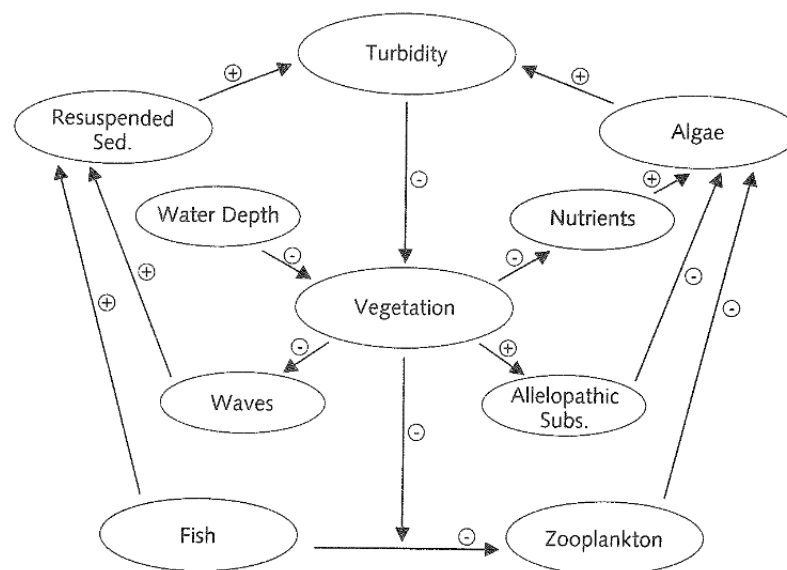 Turbidity
+
+
Resuspended
Sed.
Algae
-
+
Water Depth
Nutrients
-
-
+
Vegetation
-
+
-
-
+
Waves
Allelopathic
Subs.
-
Fish
-
Zooplankton